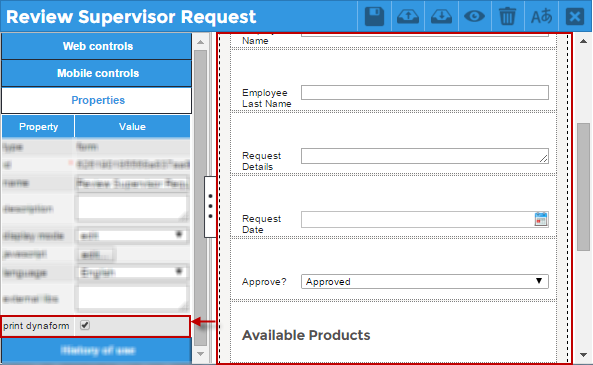 Review Supervisor Request
Web controls
Mobile controls
Properties
Property Value
type form
id
name Review Supervisor Requ
description
display mode edit
javascript edit...
language English
external libs
print dynaform
History of use
Name
Employee
Last Name
Request
Details
Request
Date
Approve? Approved
Available Products